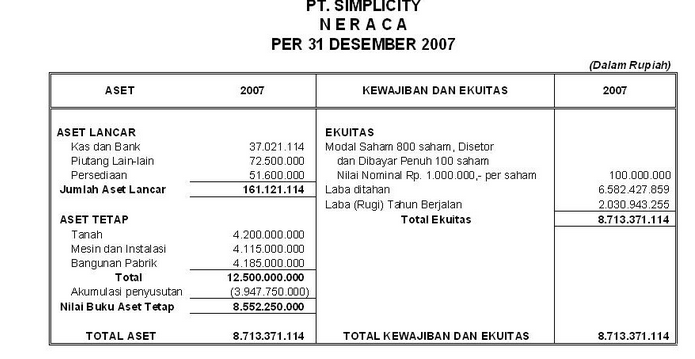 PT. SIMPLICITY
N E R A C A
PER 31 DESEMBER 2007
(Dalam Rupiah)
ASET 2007 KEWAJIBAN DAN EKUITAS 2007
ASET LANCAR EKUITAS
Kas dan Bank 37.021.114 Modal Saham 800 saham, Disetor
Piutang Lain-lain 72.500.000 dan Dibayar Penuh 100 saham
Persediaan 51.600.000 Nilai Nominal Rp. 1.000.000,- per saham 100.000.000
Jumlah Aset Lancar 161.121.114 Laba ditahan 6.582.427.859
Laba (Rugi) Tahun Berjalan 2.030.943.255
ASET TETAP Total Ekuitas 8.713.371.114
Tanah 4.200.000.000
Mesin dan Instalasi 4.115.000.000
Bangunan Pabrik 4.185.000.000
Total 12.500.000.000
Akumulasi penyusutan (3.947.750.000)
Nilai Buku Aset Tetap 8.552.250.000
TOTAL ASET 8.713.371.114 TOTAL KEWAJIBAN DAN EKUITAS 8.713.371.114